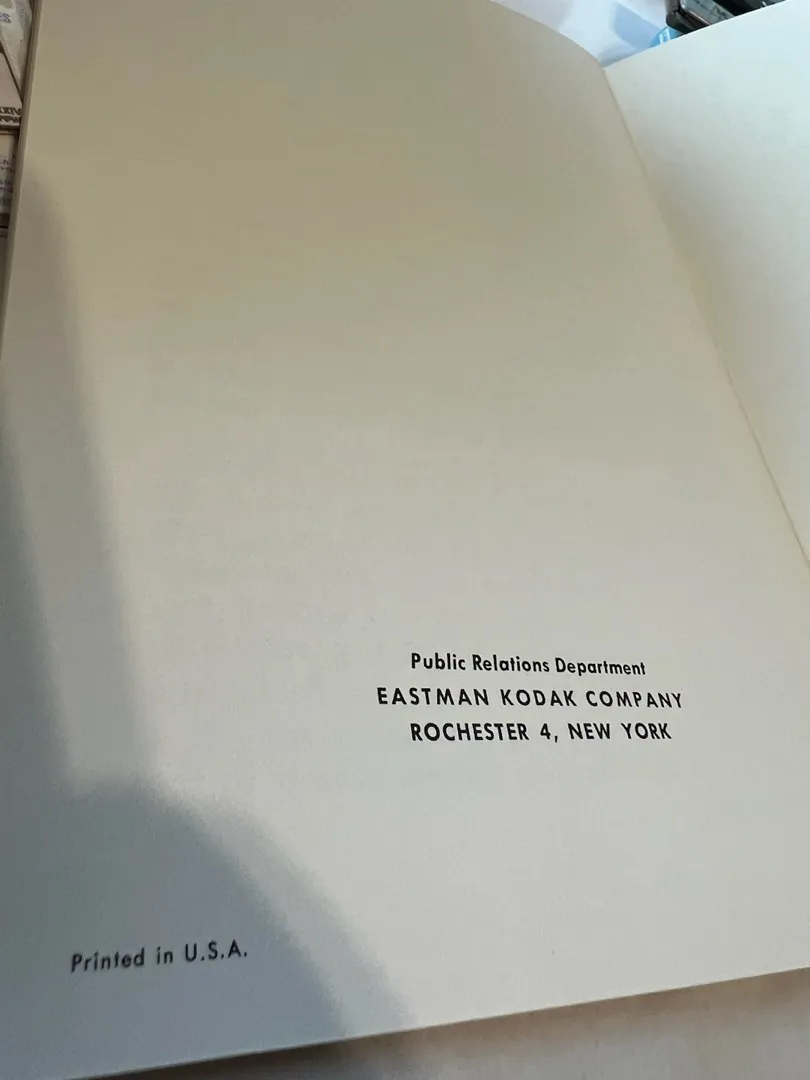 Public Relations Department
EASTMAN KODAK COMPANY
ROCHESTER 4, NEW YORK
Printed in U.S.A.